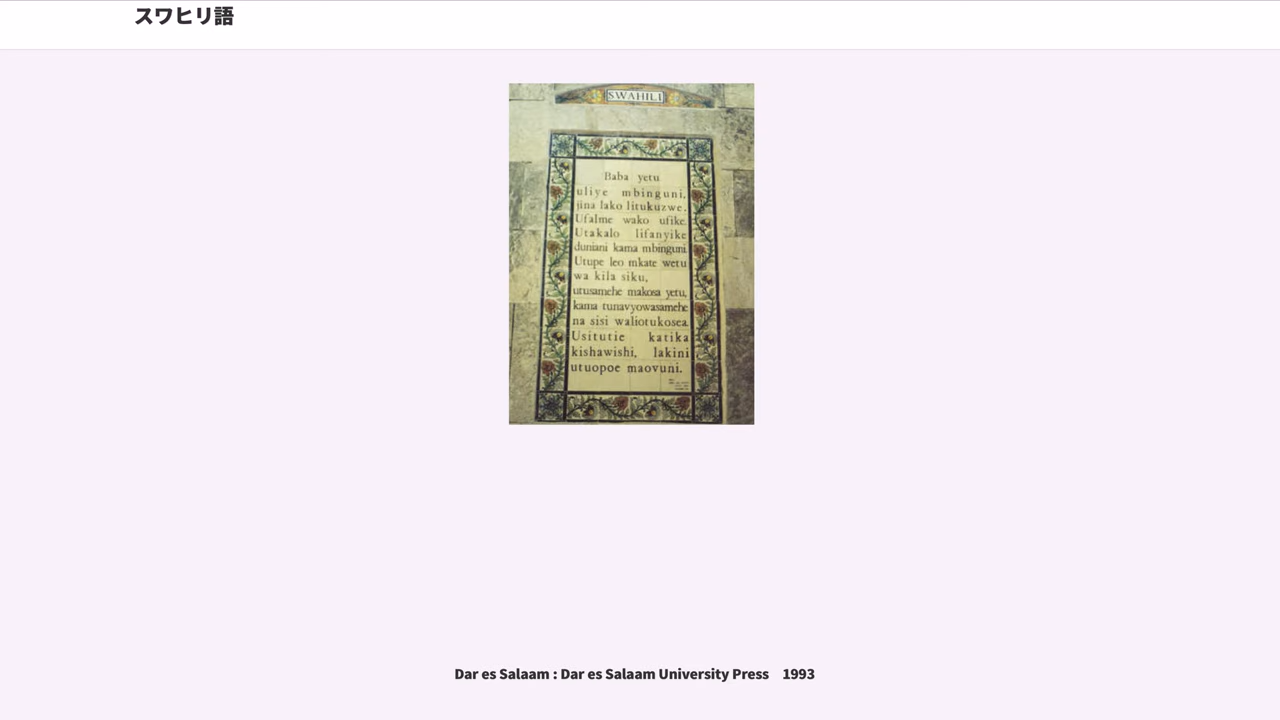 スワヒリ語
SWAHILI
Baba yetu
uliye mbinguni,
jina lako litukuzwe.
Ufalme wako ufike.
Utakalo lifanyike
duniani kama mbinguni.
Utupe leo mkate wetu
wa kila siku,
utusamehe makosa yetu,
kama tunavyowasamehe
na sisi waliotukosea.
Usitutie katika
kishawishi, lakini
utuopoe maovuni.
Dar es Salaam : Dar es Salaam University Press 1993